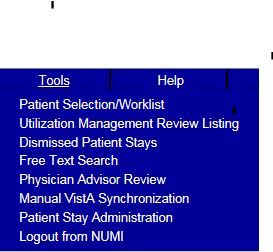 Tools Help
Patient Selection/Worklist
Utilization Management Review Listing
Dismissed Patient Stays
Free Text Search
Physician Advisor Review
Manual VistA Synchronization
Patient Stay Administration
Logout from NUMI